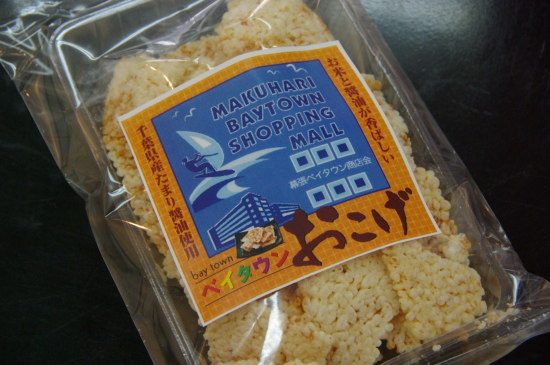 お米と醤油が香ばしい
MAKUHARI
BAYTOWN
SHOPPING
MALL
幕張ベイタウン商店会
千葉県産たまり醤油使用
bay town
ベイタウン
おこげ